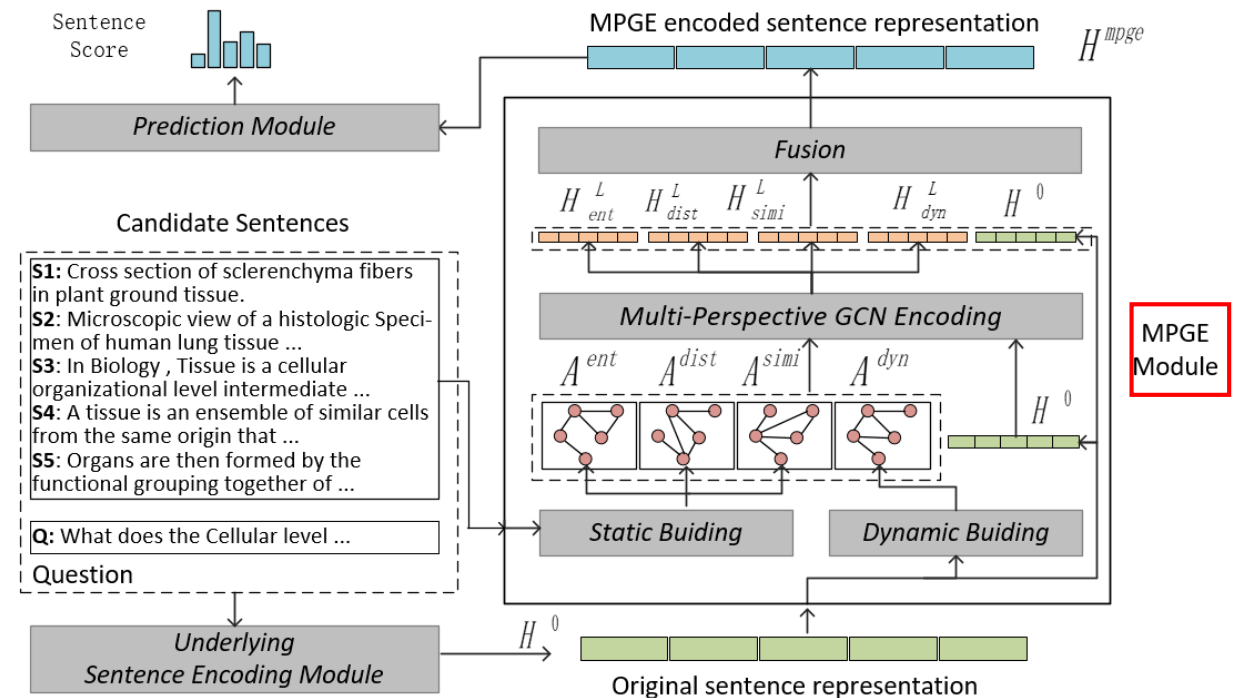 Sentence
Score
MPGE encoded sentence representation
H^mpge
Prediction Module
Fusion
H^L_ent H^L_dist H^L_simi H^L_dyn H^0
Candidate Sentences
S1: Cross section of sclerenchyma fibers
in plant ground tissue.
S2: Microscopic view of a histologic Speci-
men of human lung tissue ...
S3: In Biology , Tissue is a cellular
organizational level intermediate ...
S4: A tissue is an ensemble of similar cells
from the same origin that ...
S5: Organs are then formed by the
functional grouping together of ...
Q: What does the Cellular level ...
Question
Multi-Perspective GCN Encoding
MPGE
Module
A^ent A^dist A^simi A^dyn
H^0
Static Buiding
Dynamic Buiding
Underlying
Sentence Encoding Module
H^0
Original sentence representation